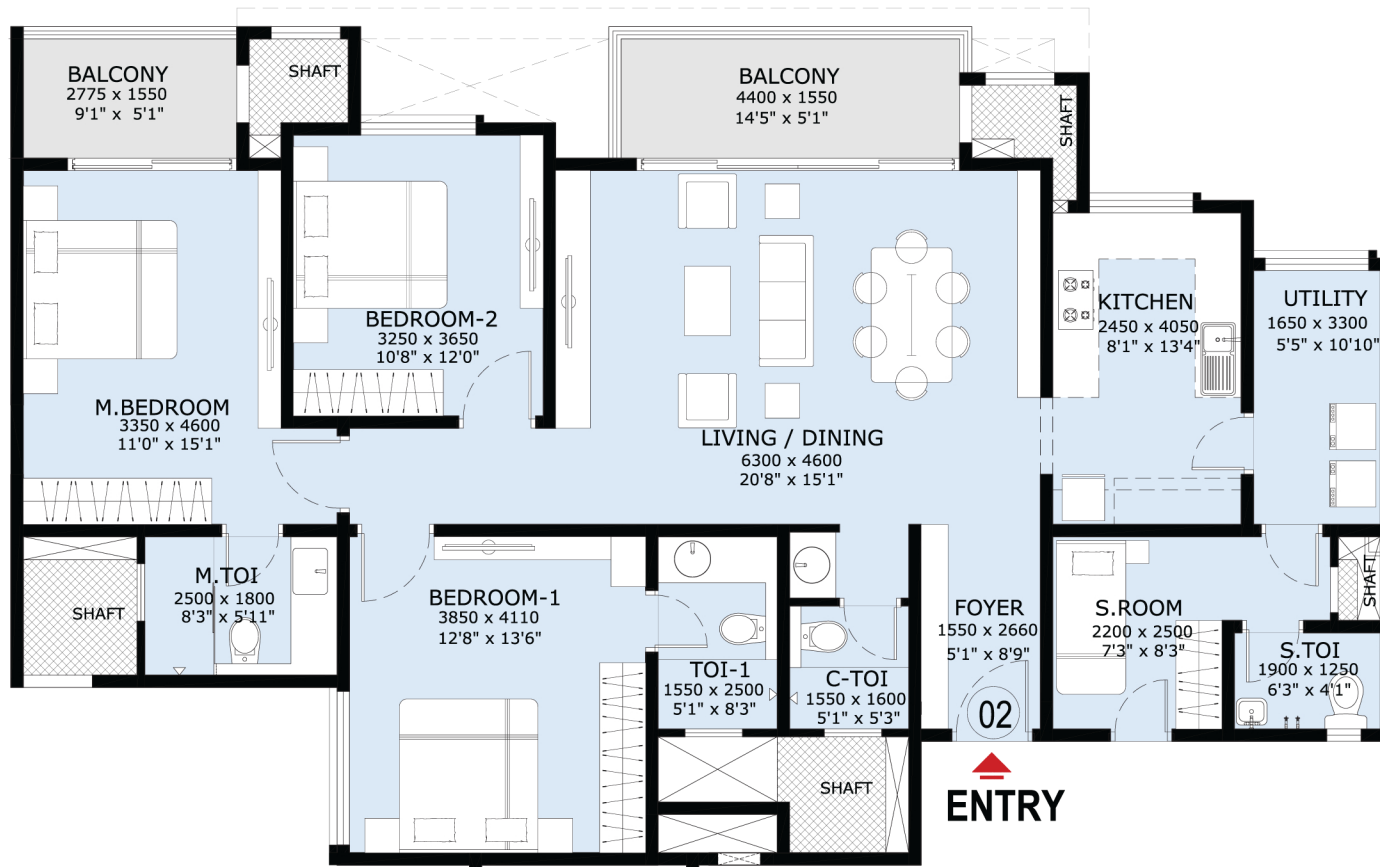 BALCONY
2775 x 1550
9'1" x 5'1"
SHAFT
BALCONY
4400 x 1550
14'5" x 5'1"
SHAFT
BEDROOM-2
3250 x 3650
10'8" x 12'0"
KITCHEN
2450 x 4050
8'1" x 13'4"
UTILITY
1650 x 3300
5'5" x 10'10"
M.BEDROOM
3350 x 4600
11'0" x 15'1"
LIVING / DINING
6300 x 4600
20'8" x 15'1"
SHAFT
M.TOI
2500 x 1800
8'3" x 5'11"
BEDROOM-1
3850 x 4110
12'8" x 13'6"
TOI-1
1550 x 2500
5'1" x 8'3"
C-TOI
1550 x 1600
5'1" x 5'3"
FOYER
1550 x 2660
5'1" x 8'9"
S.ROOM
2200 x 2500
7'3" x 8'3"
SHAFT
S.TOI
1900 x 1250
6'3" x 4'1"
02
SHAFT
ENTRY